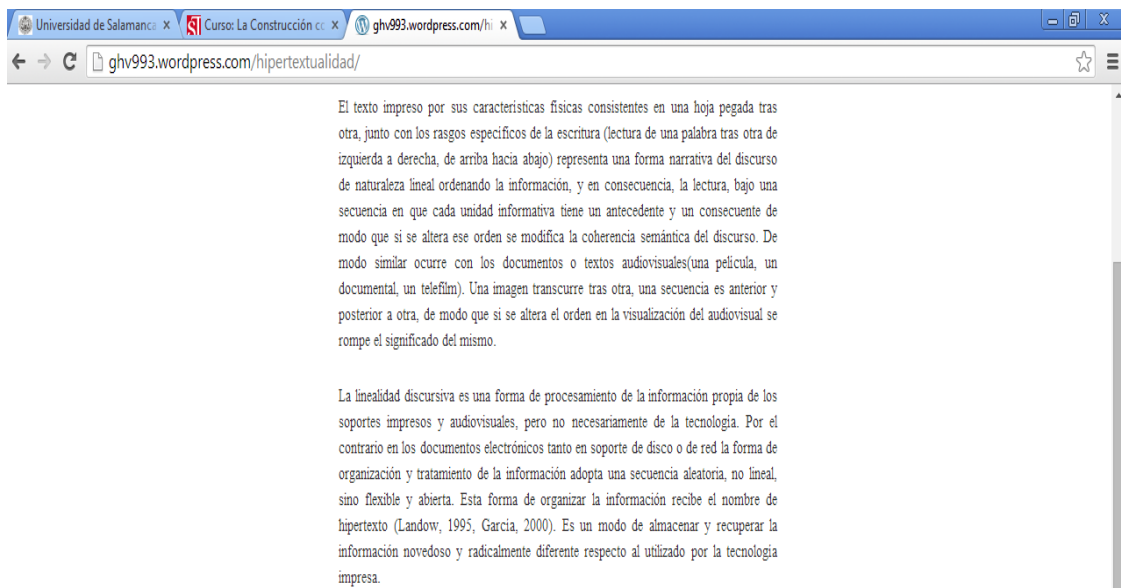 Universidad de Salamanca
Curso: La Construcción co
ghv993.wordpress.com/hi
ghv993.wordpress.com/hipertextualidad/
El texto impreso por sus características físicas consistentes en una hoja pegada tras
otra, junto con los rasgos específicos de la escritura (lectura de una palabra tras otra de
izquierda a derecha, de arriba hacia abajo) representa una forma narrativa del discurso
de naturaleza lineal ordenando la información, y en consecuencia, la lectura, bajo una
secuencia en que cada unidad informativa tiene un antecedente y un consecuente de
modo que si se altera ese orden se modifica la coherencia semántica del discurso. De
modo similar ocurre con los documentos o textos audiovisuales(una película, un
documental, un telefilm). Una imagen transcurre tras otra, una secuencia es anterior y
posterior a otra, de modo que si se altera el orden en la visualización del audiovisual se
rompe el significado del mismo.
La linealidad discursiva es una forma de procesamiento de la información propia de los
soportes impresos y audiovisuales, pero no necesariamente de la tecnología. Por el
contrario en los documentos electrónicos tanto en soporte de disco o de red la forma de
organización y tratamiento de la información adopta una secuencia aleatoria, no lineal,
sino flexible y abierta. Esta forma de organizar la información recibe el nombre de
hipertexto (Landow, 1995, García, 2000). Es un modo de almacenar y recuperar la
información novedoso y radicalmente diferente respecto al utilizado por la tecnología
impresa.